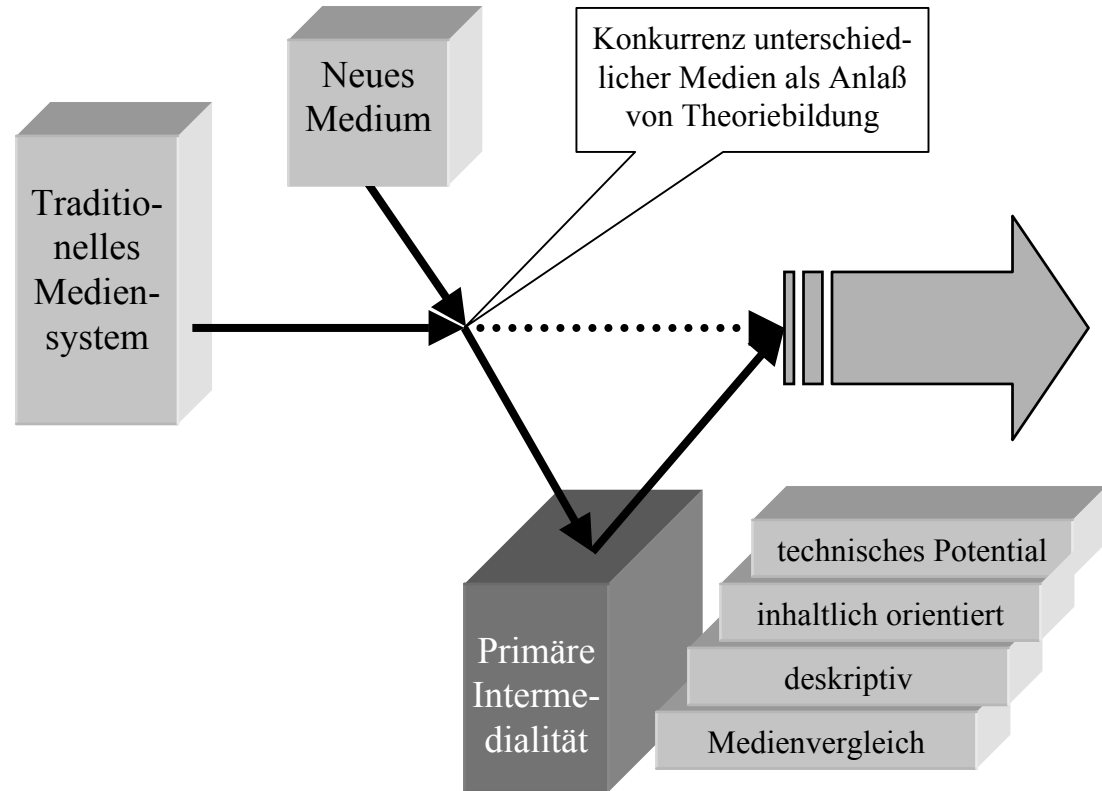 Neues
Medium
Konkurrenz unterschied-
licher Medien als Anlaß
von Theoriebildung
Traditio-
nelles
Medien-
system
Primäre
Interme-
dialität
technisches Potential
inhaltlich orientiert
deskriptiv
Medienvergleich